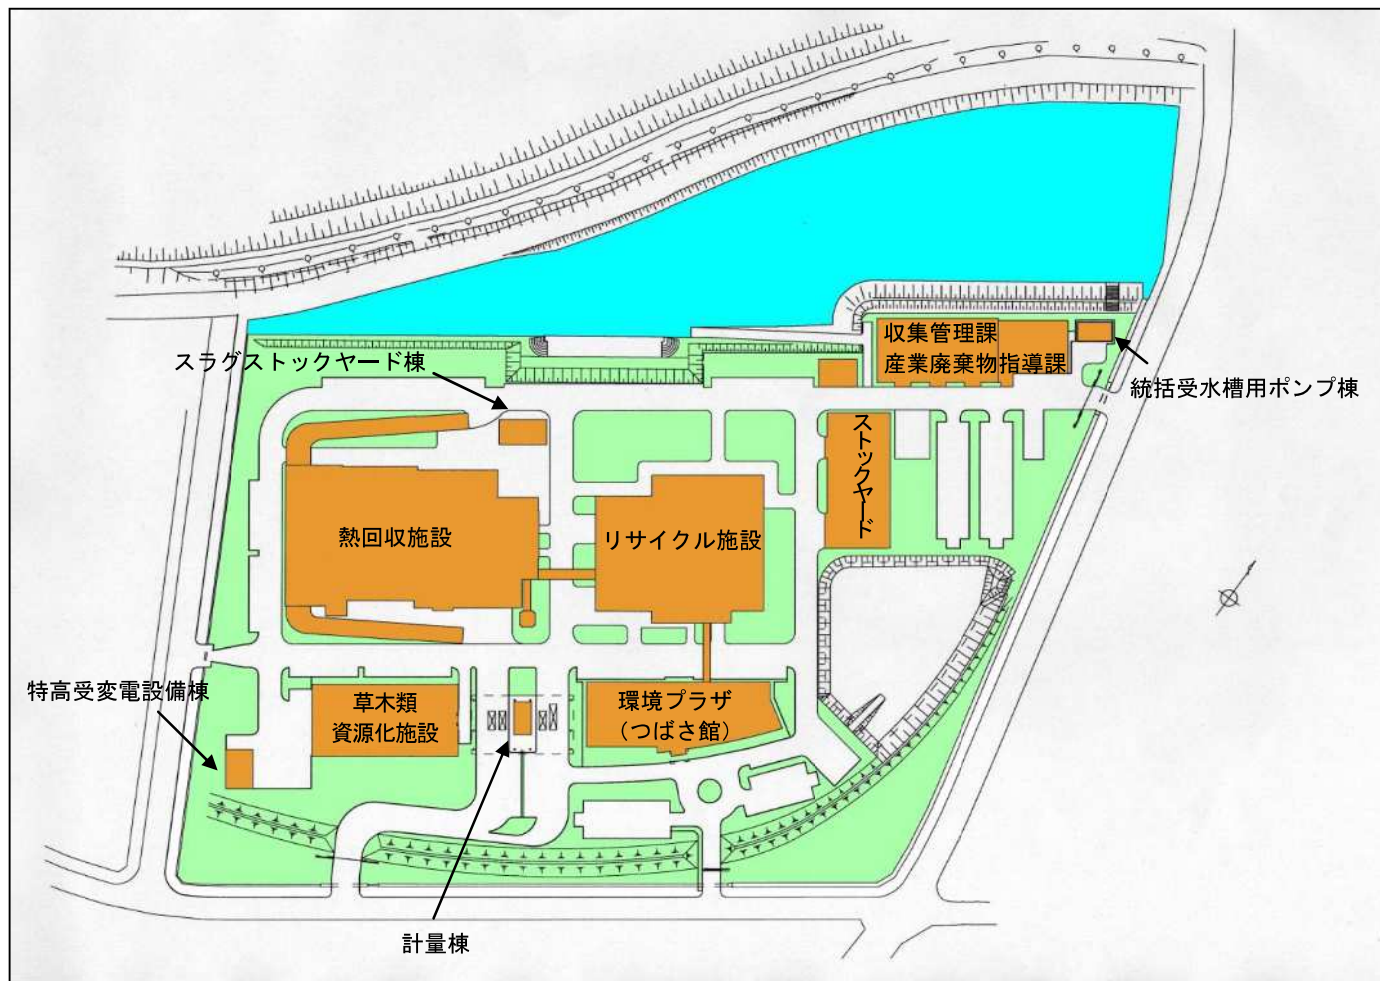 収集管理課
産業廃棄物指導課
スラグストックヤード棟
統括受水槽用ポンプ棟
ストックヤード
熱回収施設
リサイクル施設
特高受変電設備棟
草木類
資源化施設
環境プラザ
(つばさ館)
計量棟